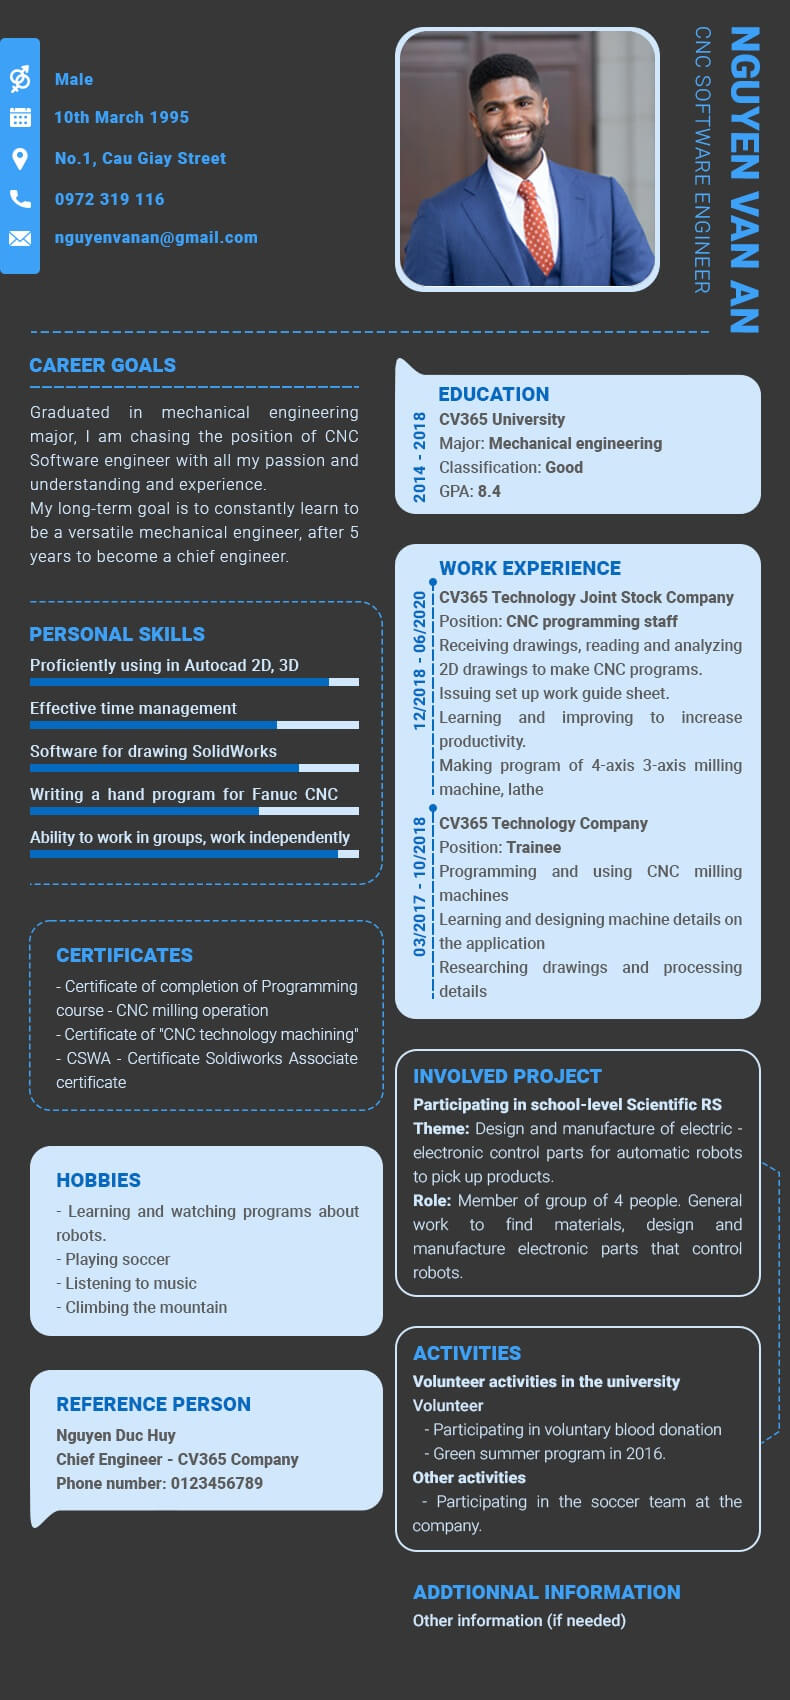 Male
10th March 1995
No.1, Cau Giay Street
0972 319 116
nguyenvanan@gmail.com
NGUYEN VAN AN
CNC SOFTWARE ENGINEER
CAREER GOALS
Graduated in mechanical engineering
major, I am chasing the position of CNC
Software engineer with all my passion and
understanding and experience.
My long-term goal is to constantly learn to
be a versatile mechanical engineer, after 5
years to become a chief engineer.
PERSONAL SKILLS
Proficiently using in Autocad 2D, 3D
Effective time management
Software for drawing SolidWorks
Writing a hand program for Fanuc CNC
Ability to work in groups, work independently
CERTIFICATES
- Certificate of completion of Programming
course - CNC milling operation
- Certificate of "CNC technology machining"
- CSWA - Certificate Soldiworks Associate
certificate
HOBBIES
- Learning and watching programs about
robots.
- Playing soccer
- Listening to music
- Climbing the mountain
REFERENCE PERSON
Nguyen Duc Huy
Chief Engineer - CV365 Company
Phone number: 0123456789
EDUCATION
2014 - 2018
CV365 University
Major: Mechanical engineering
Classification: Good
GPA: 8.4
WORK EXPERIENCE
12/2018 - 06/2020
CV365 Technology Joint Stock Company
Position: CNC programming staff
Receiving drawings, reading and analyzing
2D drawings to make CNC programs.
Issuing set up work guide sheet.
Learning and improving to increase
productivity.
Making program of 4-axis 3-axis milling
machine, lathe
03/2017 - 10/2018
CV365 Technology Company
Position: Trainee
Programming and using CNC milling
machines
Learning and designing machine details on
the application
Researching drawings and processing
details
INVOLVED PROJECT
Participating in school-level Scientific RS
Theme: Design and manufacture of electric -
electronic control parts for automatic robots
to pick up products.
Role: Member of group of 4 people. General
work to find materials, design and
manufacture electronic parts that control
robots.
ACTIVITIES
Volunteer activities in the university
Volunteer
- Participating in voluntary blood donation
- Green summer program in 2016.
Other activities
- Participating in the soccer team at the
company.
ADDTIONNAL INFORMATION
Other information (if needed)